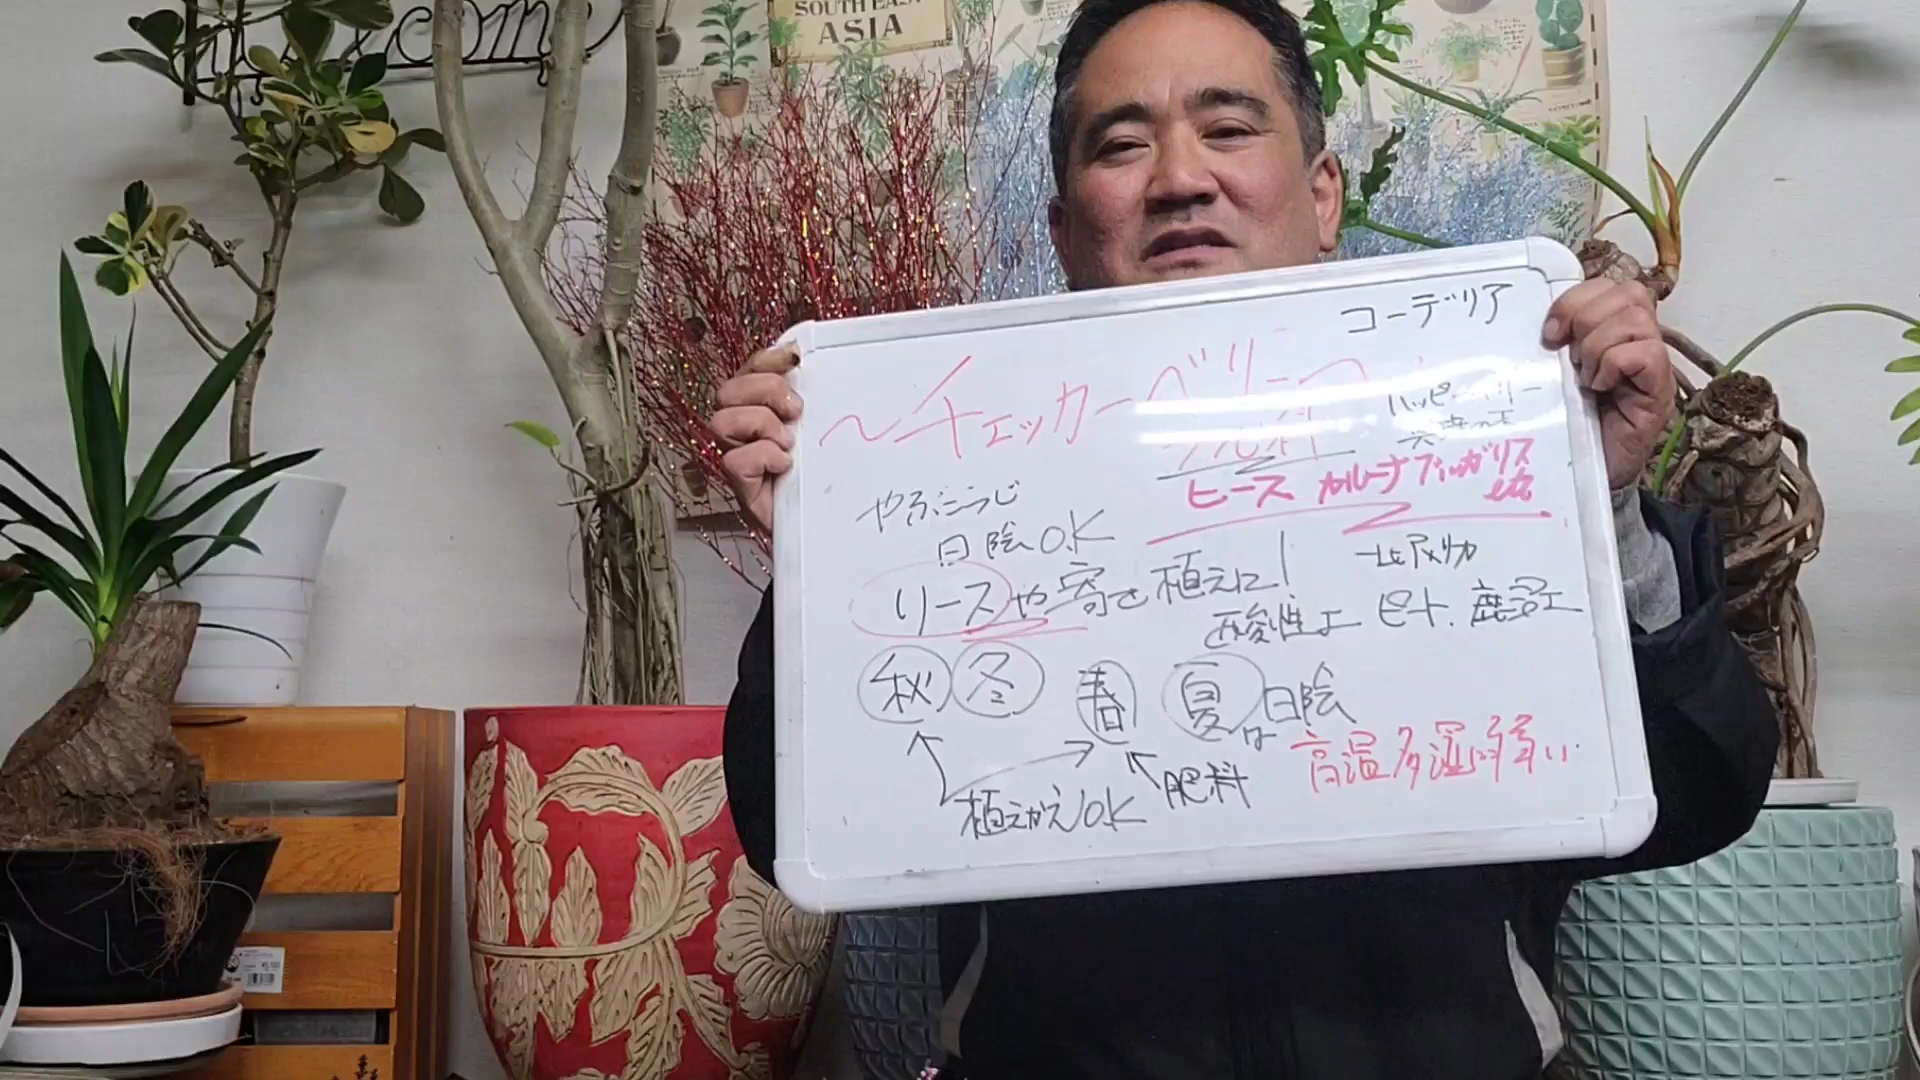 SOUTH EAST
ASIA
コーデリア
〜チェッカーベリー〜
ハッピーベリー
ヒース カルーナブルガリス
やぶこうじ
日陰OK
北アメリカ
リースや寄せ植えに!
酸性土 ピート、鹿沼土
秋 冬 春 夏は日陰
高温多湿弱い
植えかえOK
肥料